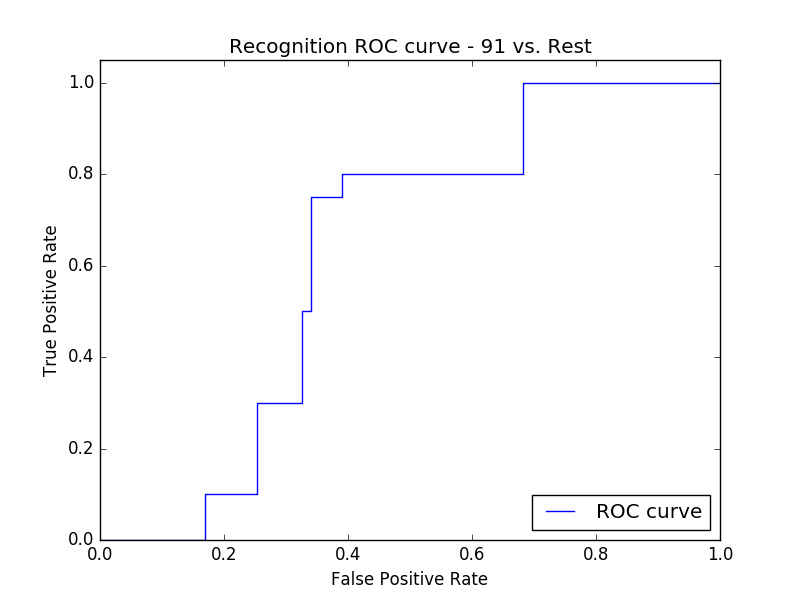 Recognition ROC curve - 91 vs. Rest
1.0
0.8
0.6
0.4
0.2
0.0
True Positive Rate
0.0 0.2 0.4 0.6 0.8 1.0
False Positive Rate
ROC curve